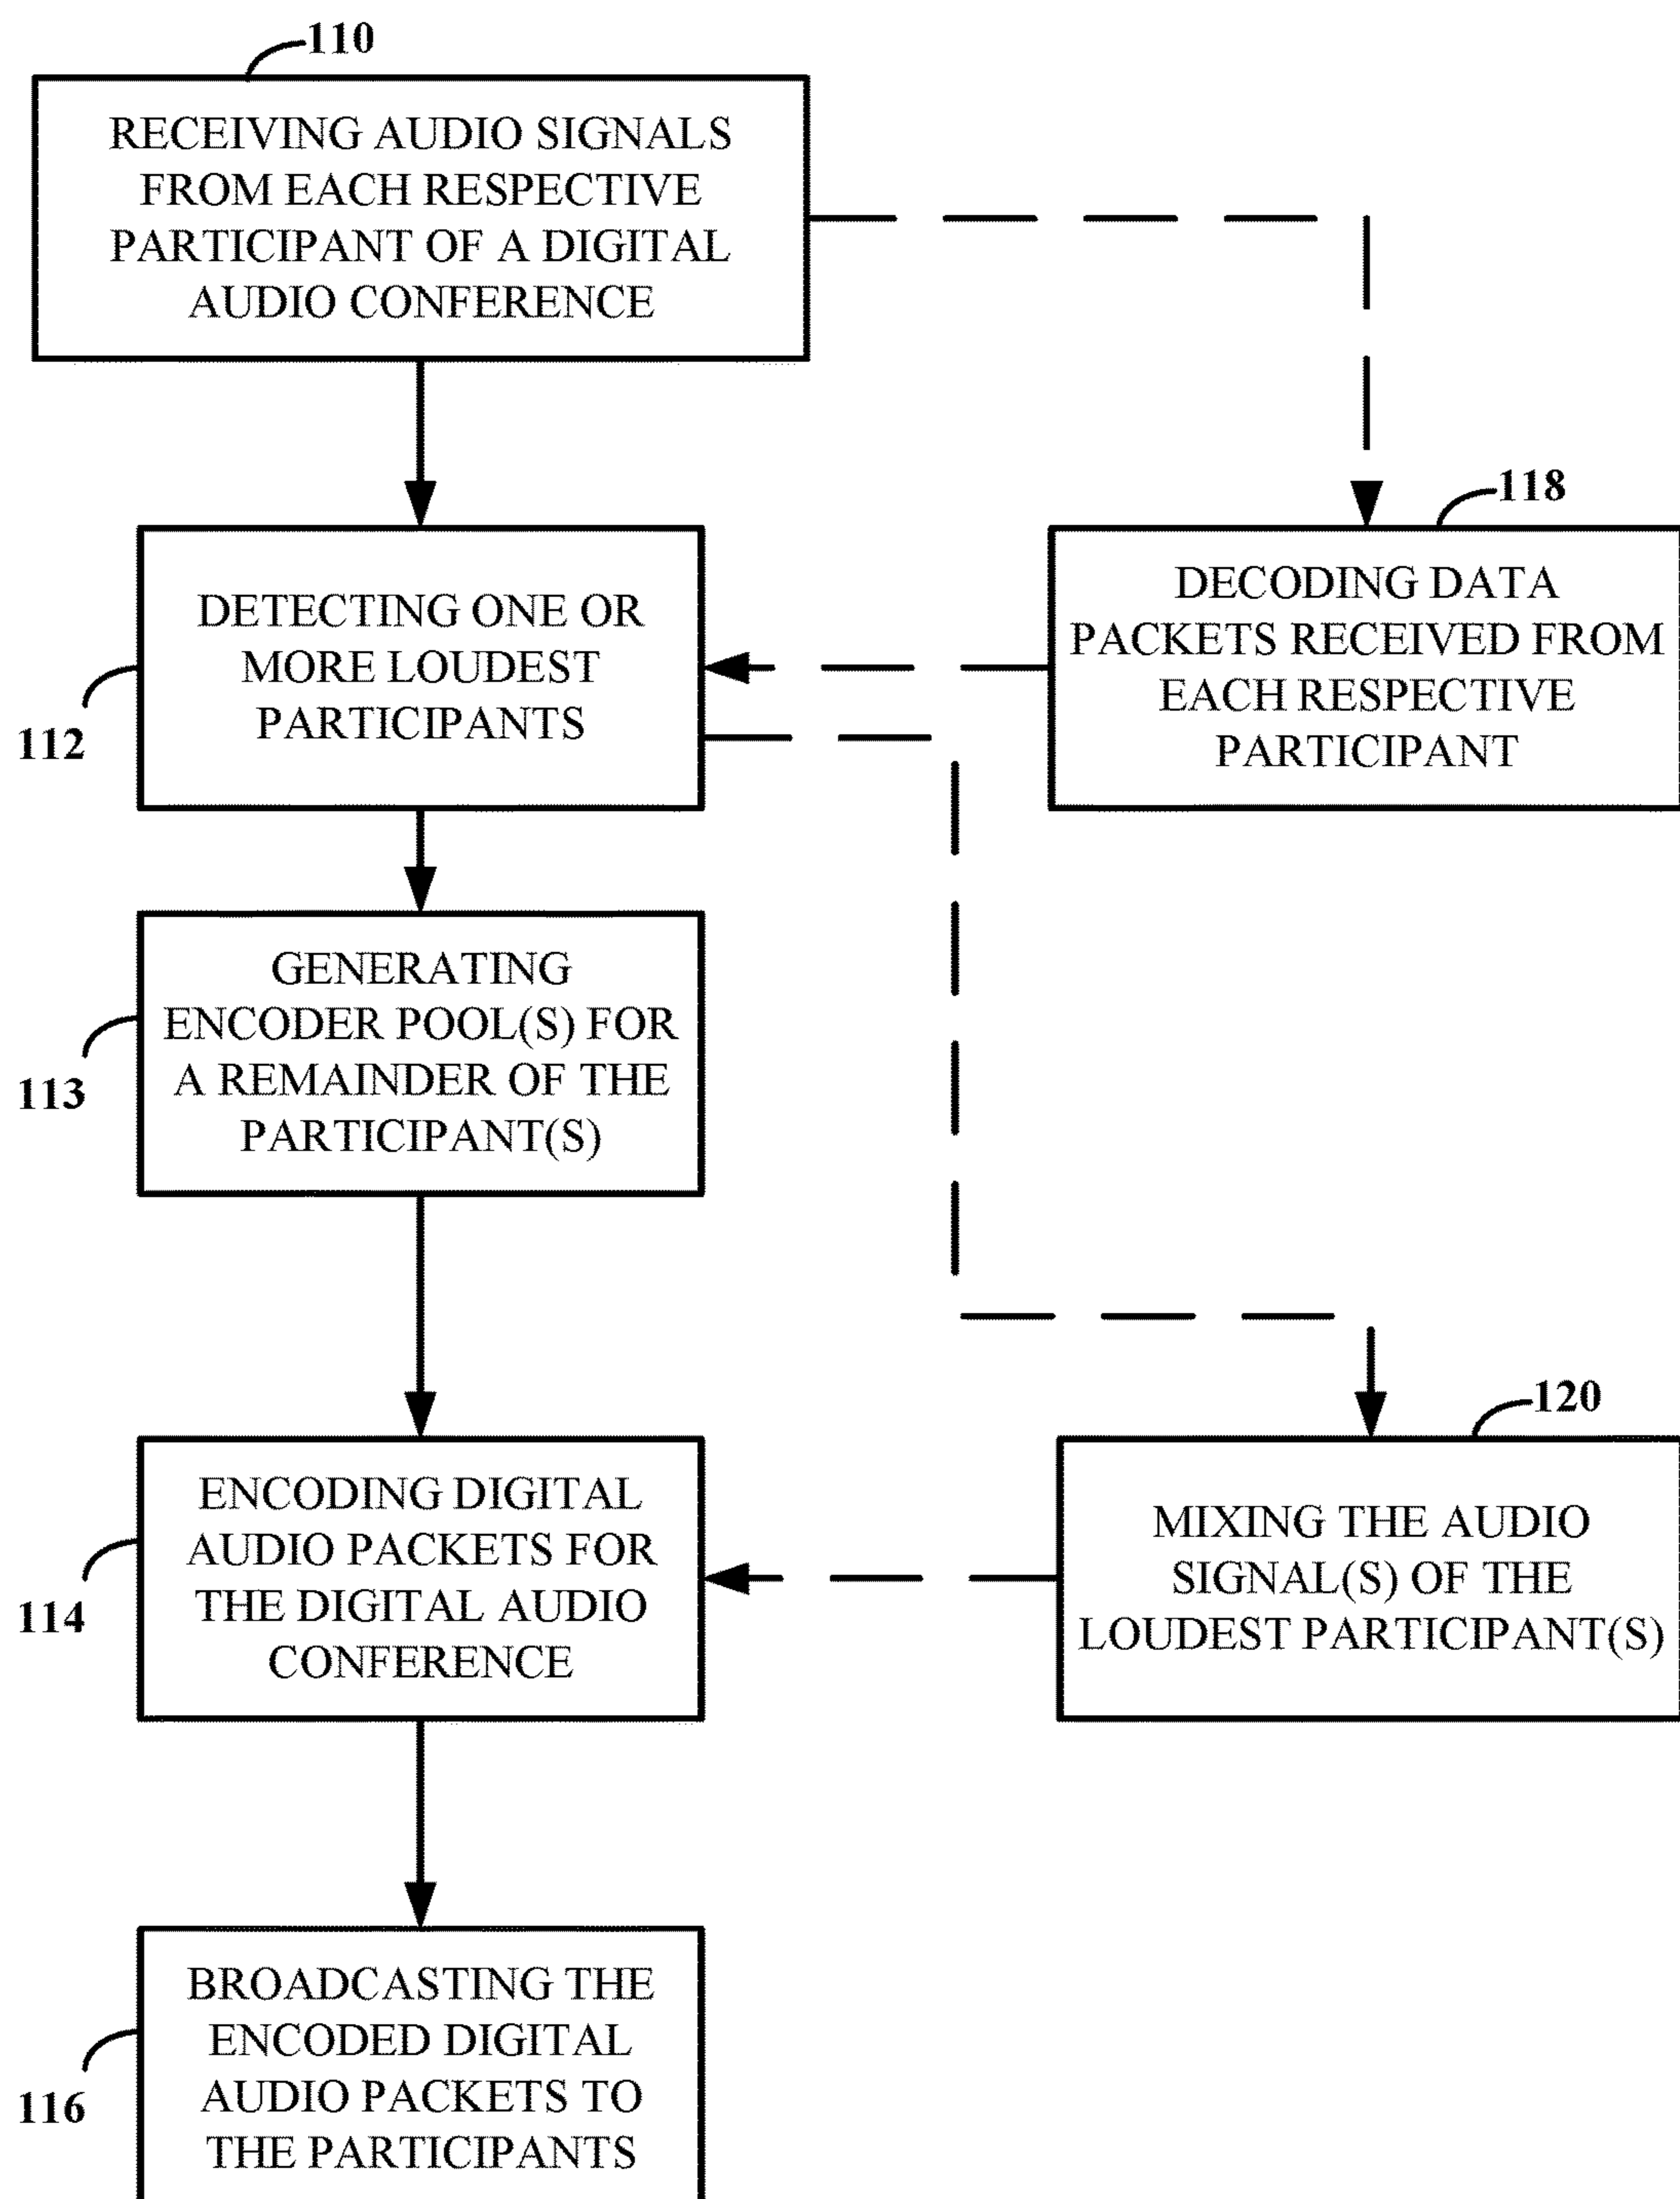 110
RECEIVING AUDIO SIGNALS
FROM EACH RESPECTIVE
PARTICIPANT OF A DIGITAL
AUDIO CONFERENCE
118
DETECTING ONE OR
MORE LOUDEST
PARTICIPANTS
112
DECODING DATA
PACKETS RECEIVED FROM
EACH RESPECTIVE
PARTICIPANT
GENERATING
ENCODER POOL(S) FOR
A REMAINDER OF THE
PARTICIPANT(S)
113
120
ENCODING DIGITAL
AUDIO PACKETS FOR
THE DIGITAL AUDIO
CONFERENCE
114
MIXING THE AUDIO
SIGNAL(S) OF THE
LOUDEST PARTICIPANT(S)
BROADCASTING THE
ENCODED DIGITAL
AUDIO PACKETS TO
THE PARTICIPANTS
116